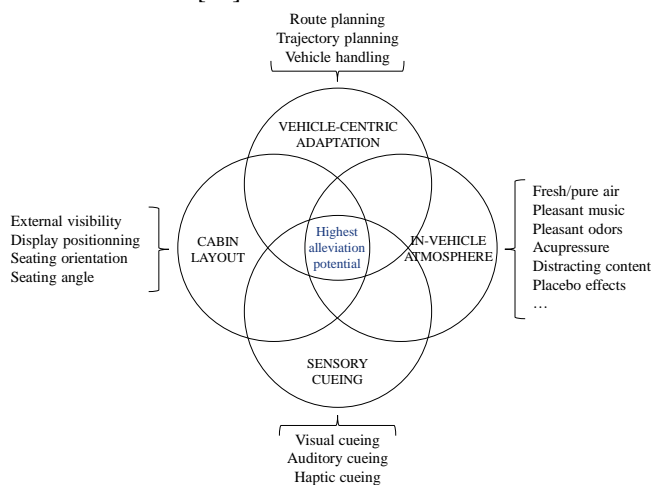 Route planning
Trajectory planning
Vehicle handling
VEHICLE-CENTRIC
ADAPTATION
External visibility
Display positionning
Seating orientation
Seating angle
CABIN
LAYOUT
Highest
alleviation
potential
IN-VEHICLE
ATMOSPHERE
Fresh/pure air
Pleasant music
Pleasant odors
Acupressure
Distracting content
Placebo effects
…
SENSORY
CUEING
Visual cueing
Auditory cueing
Haptic cueing